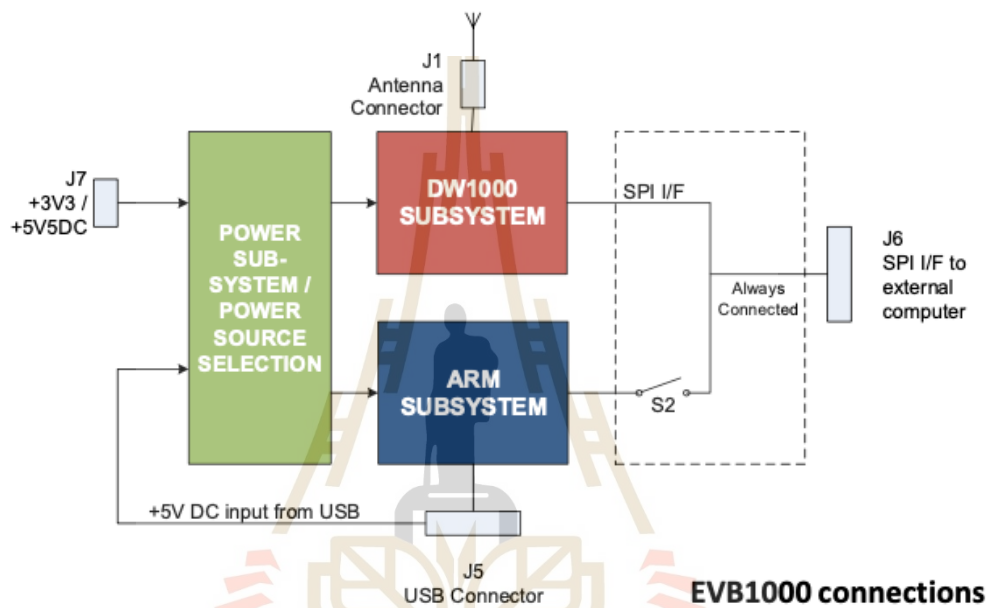 J1
Antenna
Connector
J7
+3V3 /
+5V5DC
POWER
SUB-
SYSTEM /
POWER
SOURCE
SELECTION
DW1000
SUBSYSTEM
SPI I/F
Always
Connected
J6
SPI I/F to
external
computer
ARM
SUBSYSTEM
S2
+5V DC input from USB
J5
USB Connector
EVB1000 connections